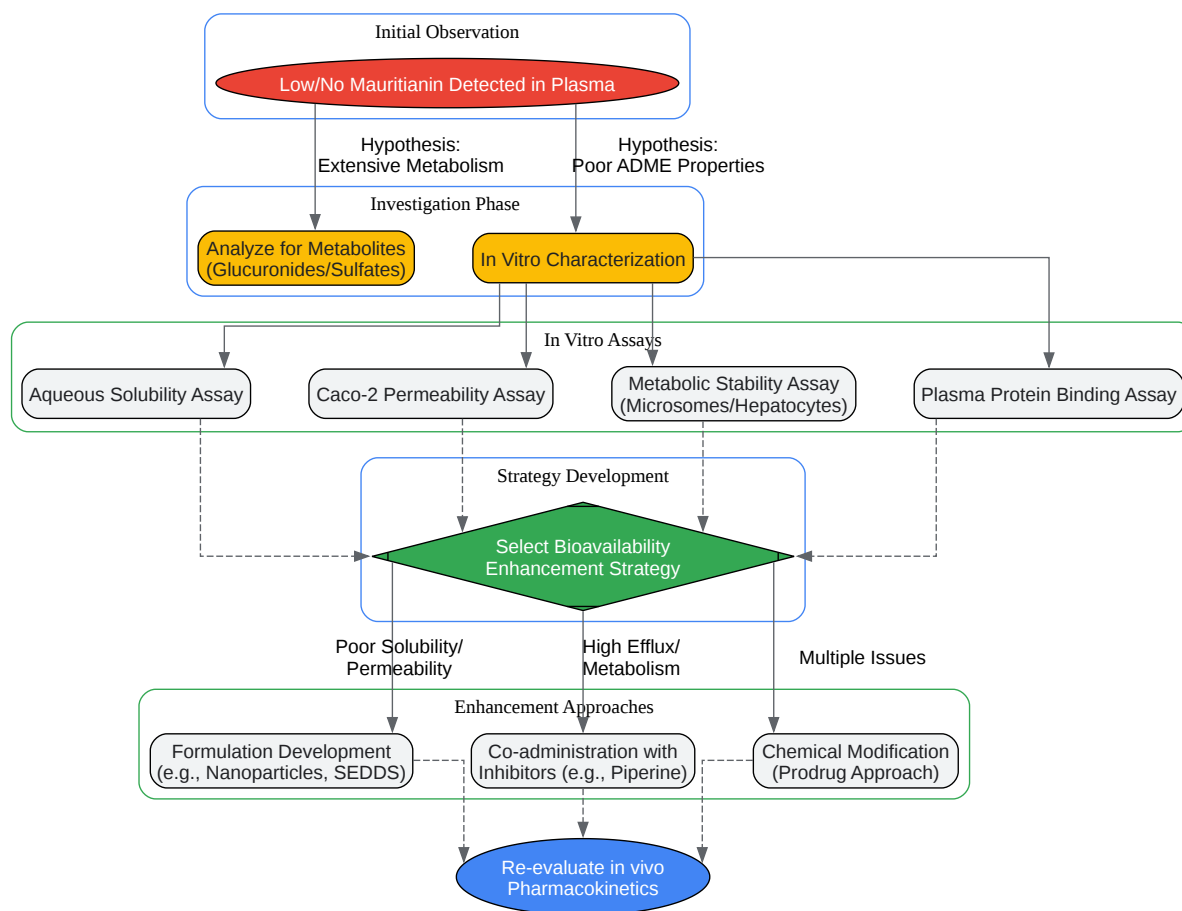 Initial Observation
Low/No Mauritianin Detected in Plasma
Hypothesis:
Extensive Metabolism
Hypothesis:
Poor ADME Properties
Investigation Phase
Analyze for Metabolites
(Glucuronides/Sulfates)
In Vitro Characterization
In Vitro Assays
Aqueous Solubility Assay
Caco-2 Permeability Assay
Metabolic Stability Assay
(Microsomes/Hepatocytes)
Plasma Protein Binding Assay
Strategy Development
Select Bioavailability
Enhancement Strategy
Poor Solubility/
Permeability
High Efflux/
Metabolism
Multiple Issues
Enhancement Approaches
Formulation Development
(e.g., Nanoparticles, SEDDS)
Co-administration with
Inhibitors (e.g., Piperine)
Chemical Modification
(Prodrug Approach)
Re-evaluate in vivo
Pharmacokinetics